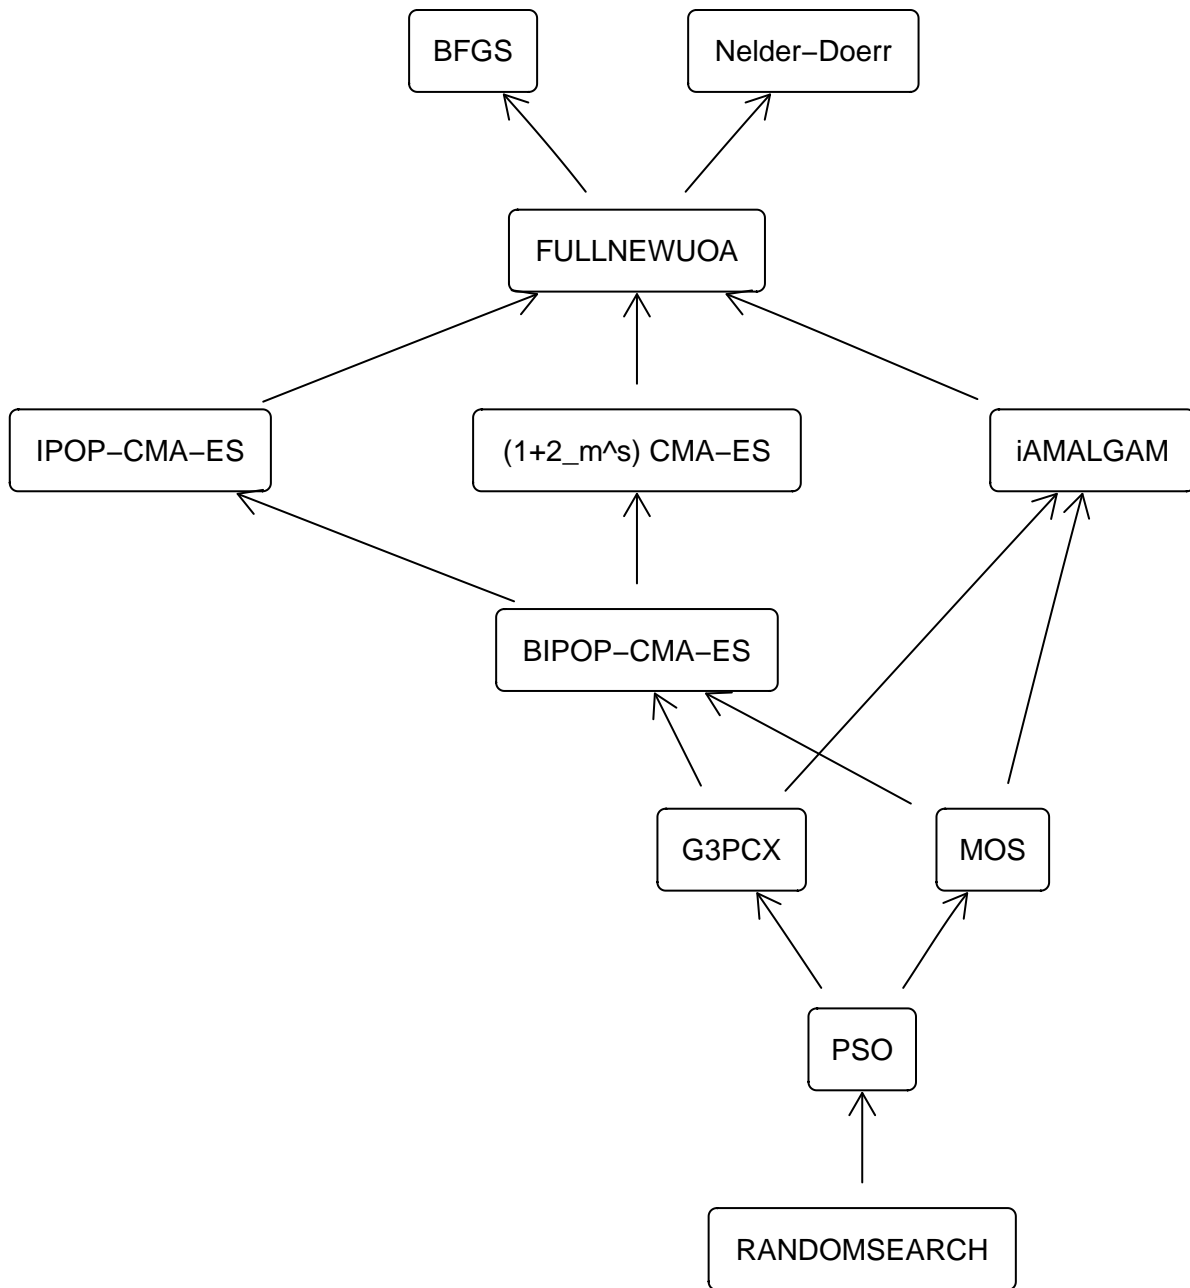 BFGS
Nelder−Doerr
FULLNEWUOA
IPOP−CMA−ES
(1+2_m^s) CMA−ES
iAMALGAM
BIPOP−CMA−ES
G3PCX
MOS
PSO
RANDOMSEARCH